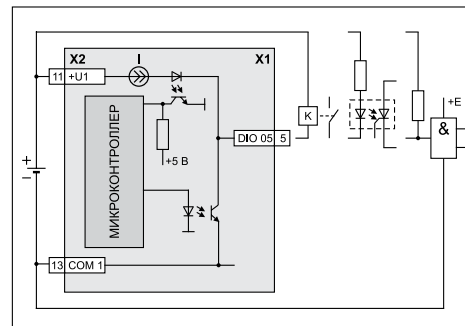 X2 I X1
11 +U1
K
+E
&
МИКРОКОНТРОЛЛЕР
DIO 05 5
+5 В
+
–
13 COM 1